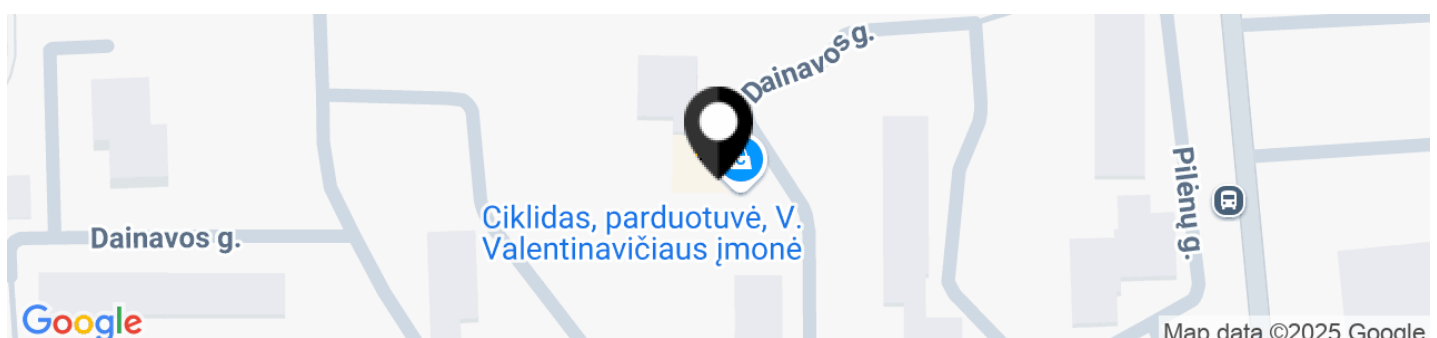 Dainavos g.
Pilėnų g.
Ciklidas, parduotuvė, V.
Valentinavičiaus įmonė
Dainavos g.
Google
Map data ©2025 Google